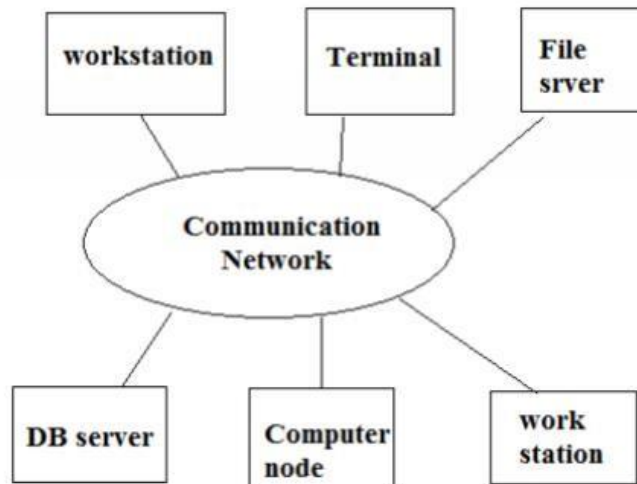 workstation
Terminal
File
srver
Communication
Network
DB server
Computer
node
work
station